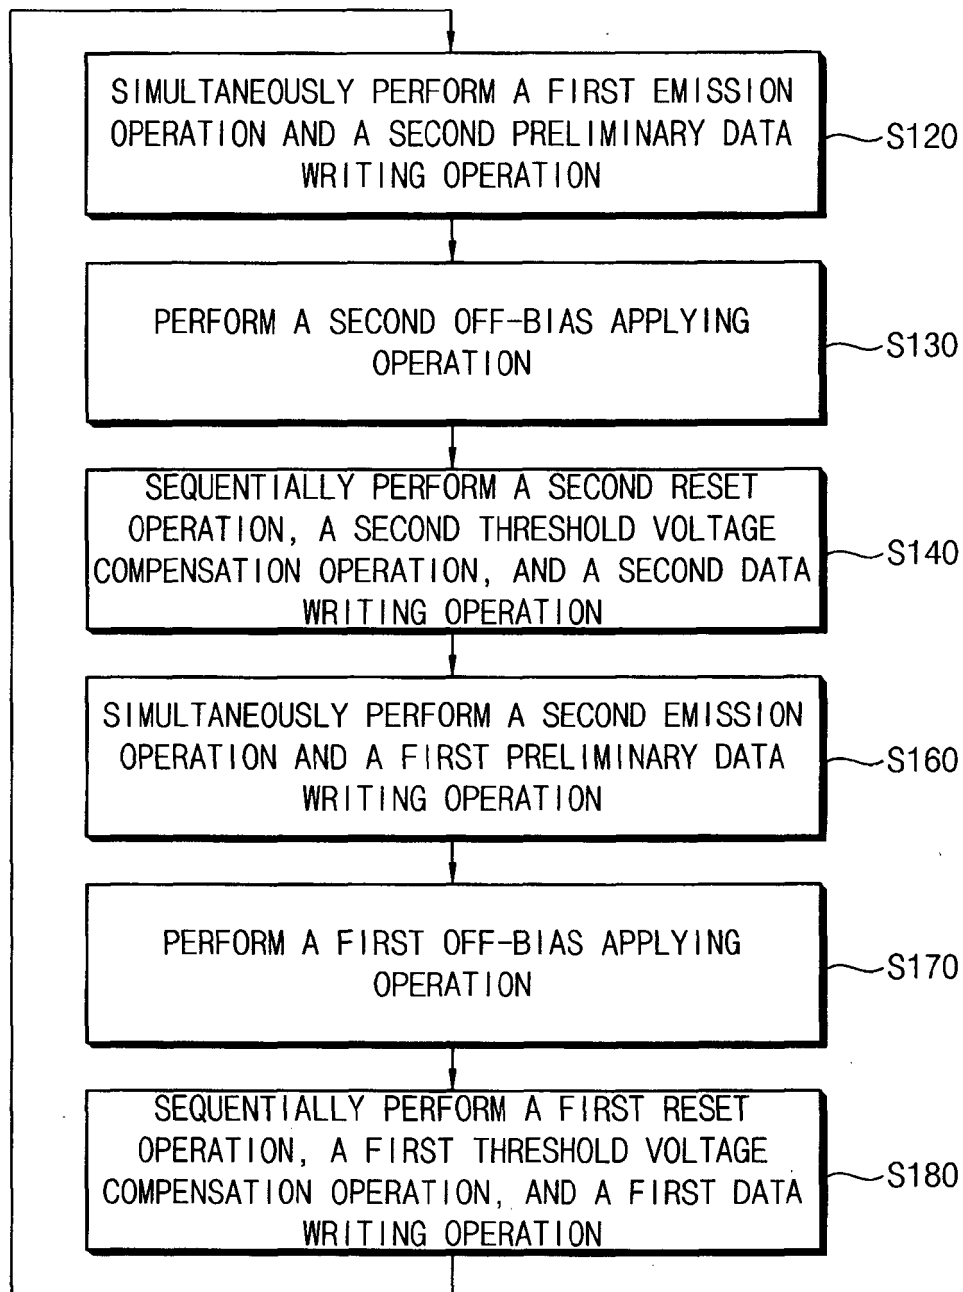 SIMULTANEOUSLY PERFORM A FIRST EMISSION
OPERATION AND A SECOND PRELIMINARY DATA
WRITING OPERATION
S120
PERFORM A SECOND OFF-BIAS APPLYING
OPERATION
S130
SEQUENTIALLY PERFORM A SECOND RESET
OPERATION, A SECOND THRESHOLD VOLTAGE
COMPENSATION OPERATION, AND A SECOND DATA
WRITING OPERATION
S140
SIMULTANEOUSLY PERFORM A SECOND EMISSION
OPERATION AND A FIRST PRELIMINARY DATA
WRITING OPERATION
S160
PERFORM A FIRST OFF-BIAS APPLYING
OPERATION
S170
SEQUENTIALLY PERFORM A FIRST RESET
OPERATION, A FIRST THRESHOLD VOLTAGE
COMPENSATION OPERATION, AND A FIRST DATA
WRITING OPERATION
S180